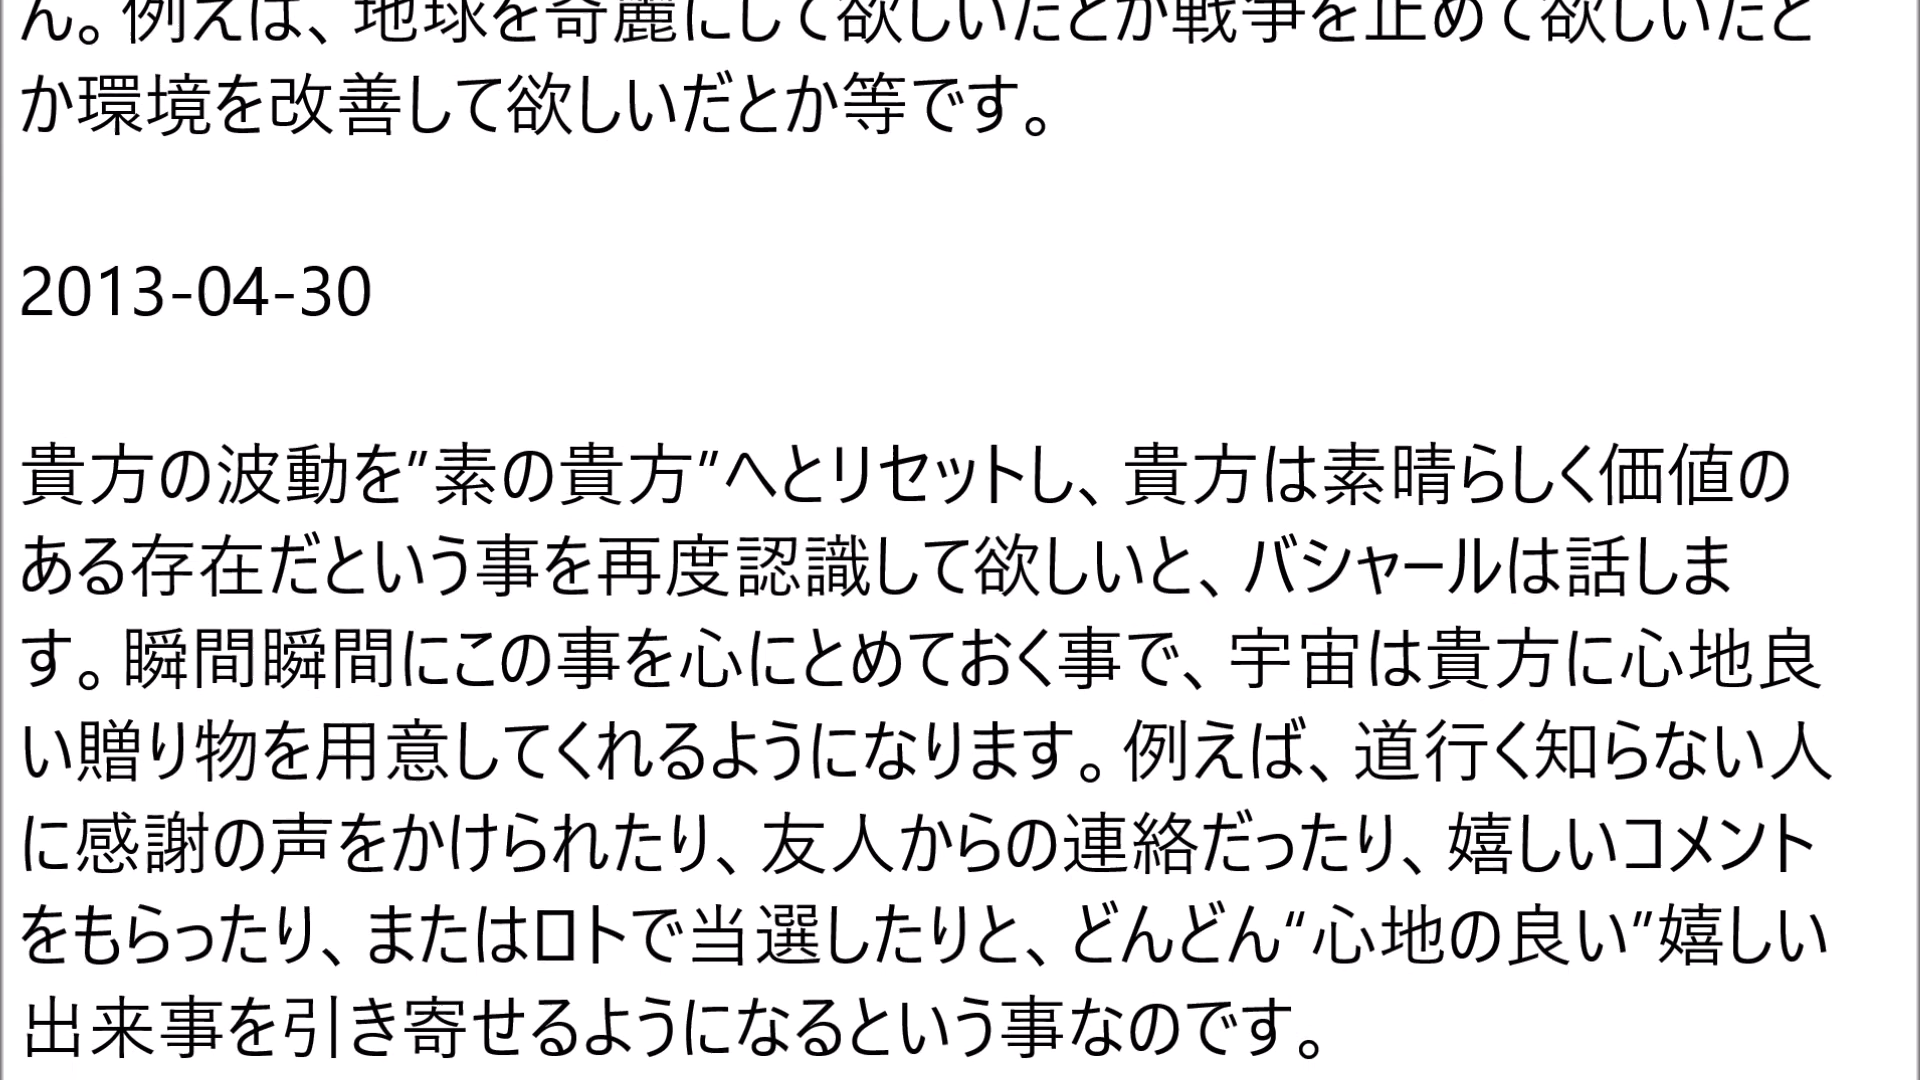 ん。例えば、地球を奇麗にして欲しいだとか戦争を止めて欲しいだと
か環境を改善して欲しいだとか等です。
2013-04-30
貴方の波動を”素の貴方”へとリセットし、貴方は素晴らしく価値の
ある存在だという事を再度認識して欲しいと、バシャールは話しま
す。瞬間瞬間にこの事を心にとめておく事で、宇宙は貴方に心地良
い贈り物を用意してくれるようになります。例えば、道行く知らない人
に感謝の声をかけられたり、友人からの連絡だったり、嬉しいコメント
をもらったり、またはロトで当選したりと、どんどん“心地の良い”嬉しい
出来事を引き寄せるようになるという事なのです。